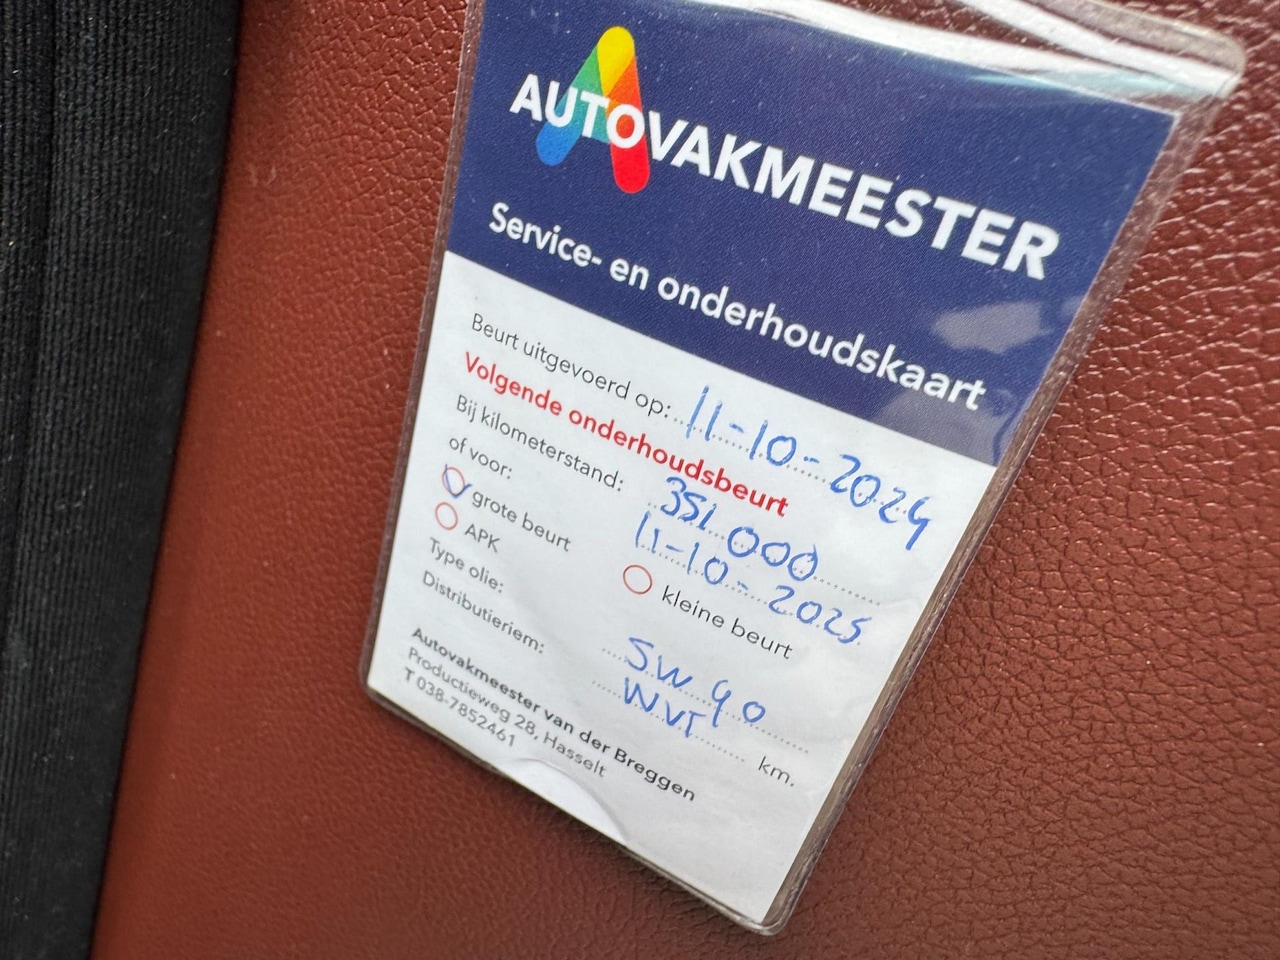 AUTOVAKMEESTER
Service- en onderhoudskaart
Beurt uitgevoerd op: 11-10-2024
Volgende onderhoudsbeurt
Bij kilometerstand: 351.000
of voor: 11-10-2025
grote beurt kleine beurt
APK
Type olie: 5W40
Distributieriem: NVT km.
Autovakmeester van der Breggen
Productieweg 28, Hasselt
T 038-7852461